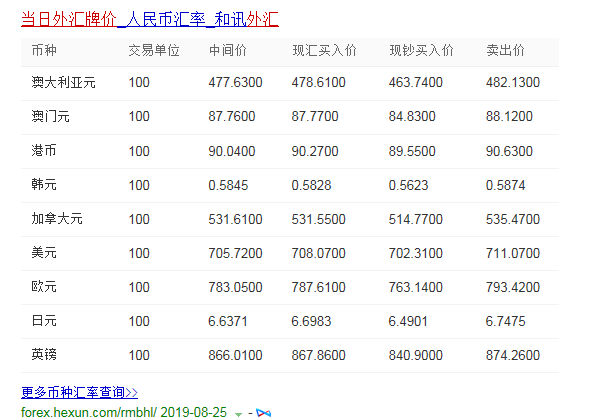 当日外汇牌价_人民币汇率_和讯外汇
币种 交易单位 中间价 现汇买入价 现钞买入价 卖出价
澳大利亚元 100 477.6300 478.6100 463.7400 482.1300
澳门元 100 87.7600 87.7700 84.8300 88.1200
港币 100 90.0400 90.2700 89.5500 90.6300
韩元 100 0.5845 0.5828 0.5623 0.5874
加拿大元 100 531.6100 531.5500 514.7700 535.4700
美元 100 705.7200 708.0700 702.3100 711.0700
欧元 100 783.0500 787.6100 763.1400 793.4200
日元 100 6.6371 6.6983 6.4901 6.7475
英镑 100 866.0100 867.8600 840.9000 874.2600
更多币种汇率查询>>
forex.hexun.com/rmbhl/ 2019-08-25 -